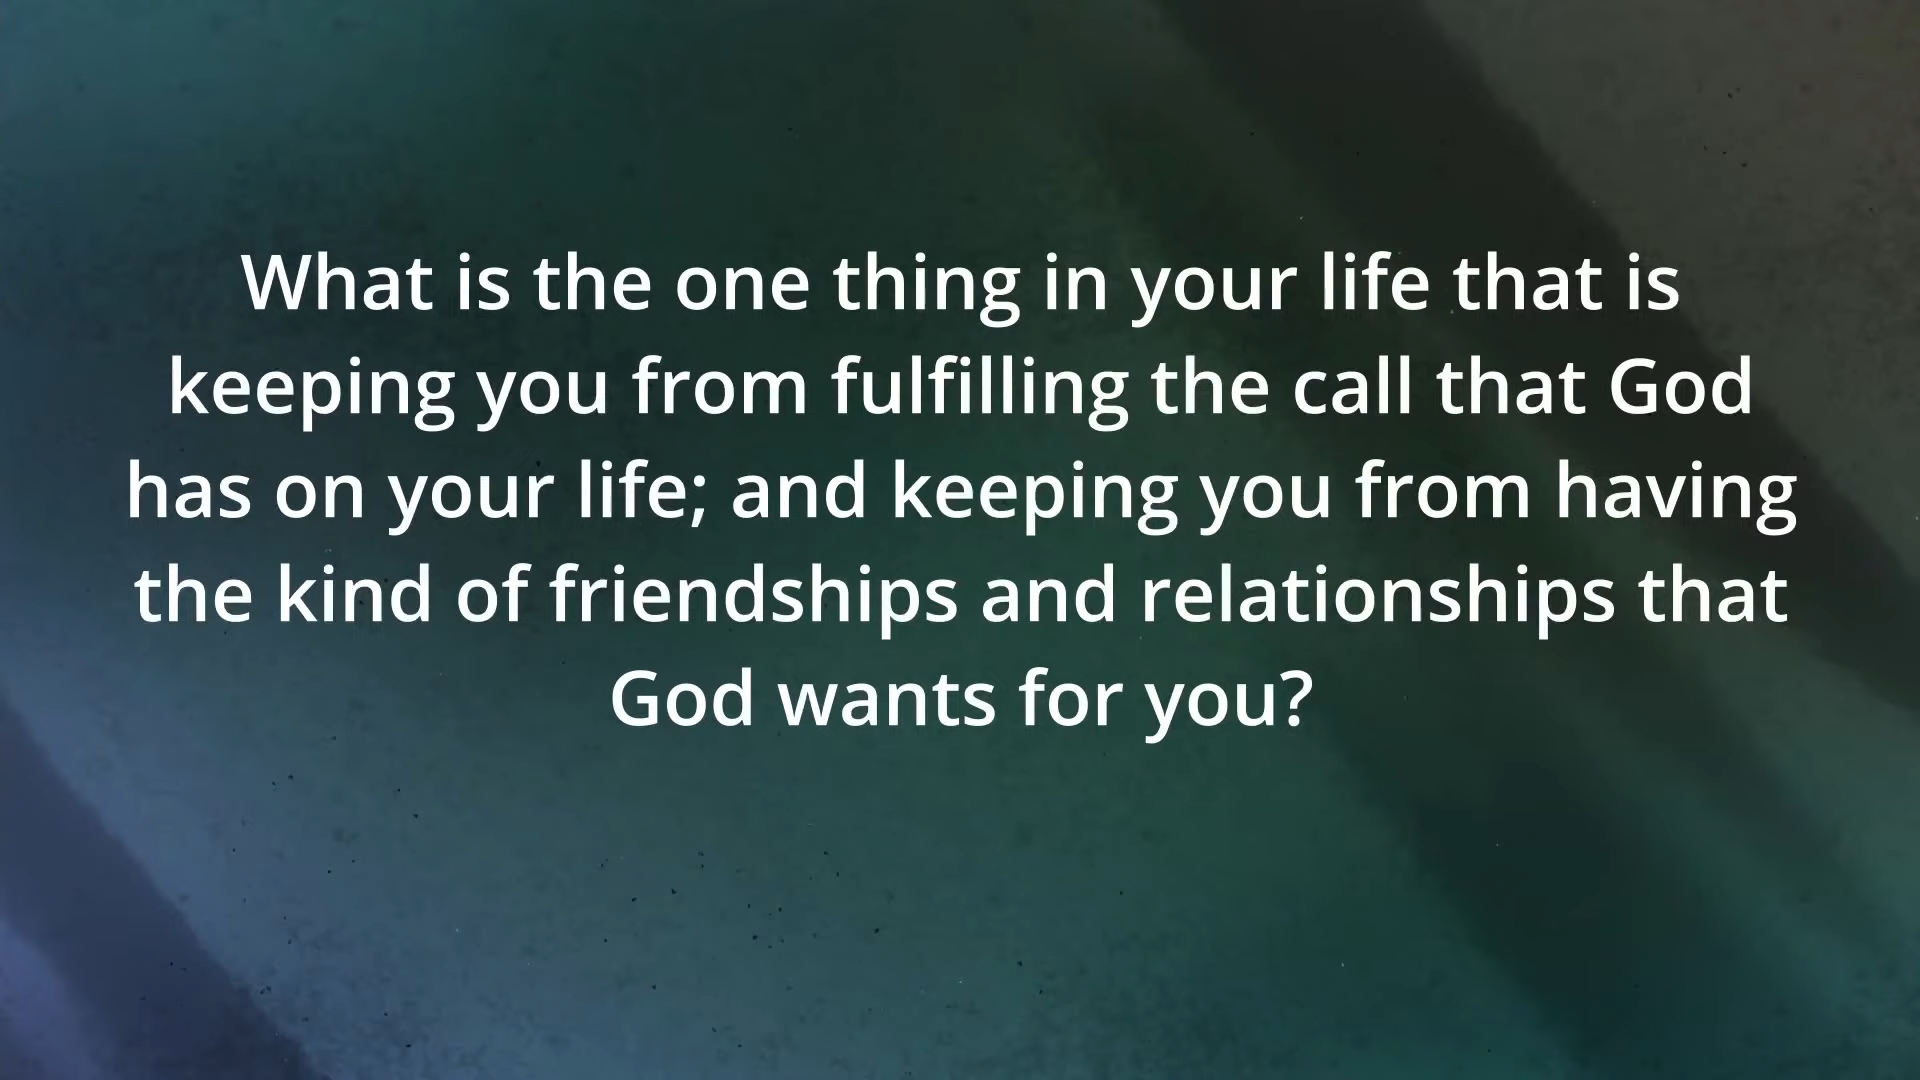 What is the one thing in your life that is
keeping you from fulfilling the call that God
has on your life; and keeping you from having
the kind of friendships and relationships that
God wants for you?